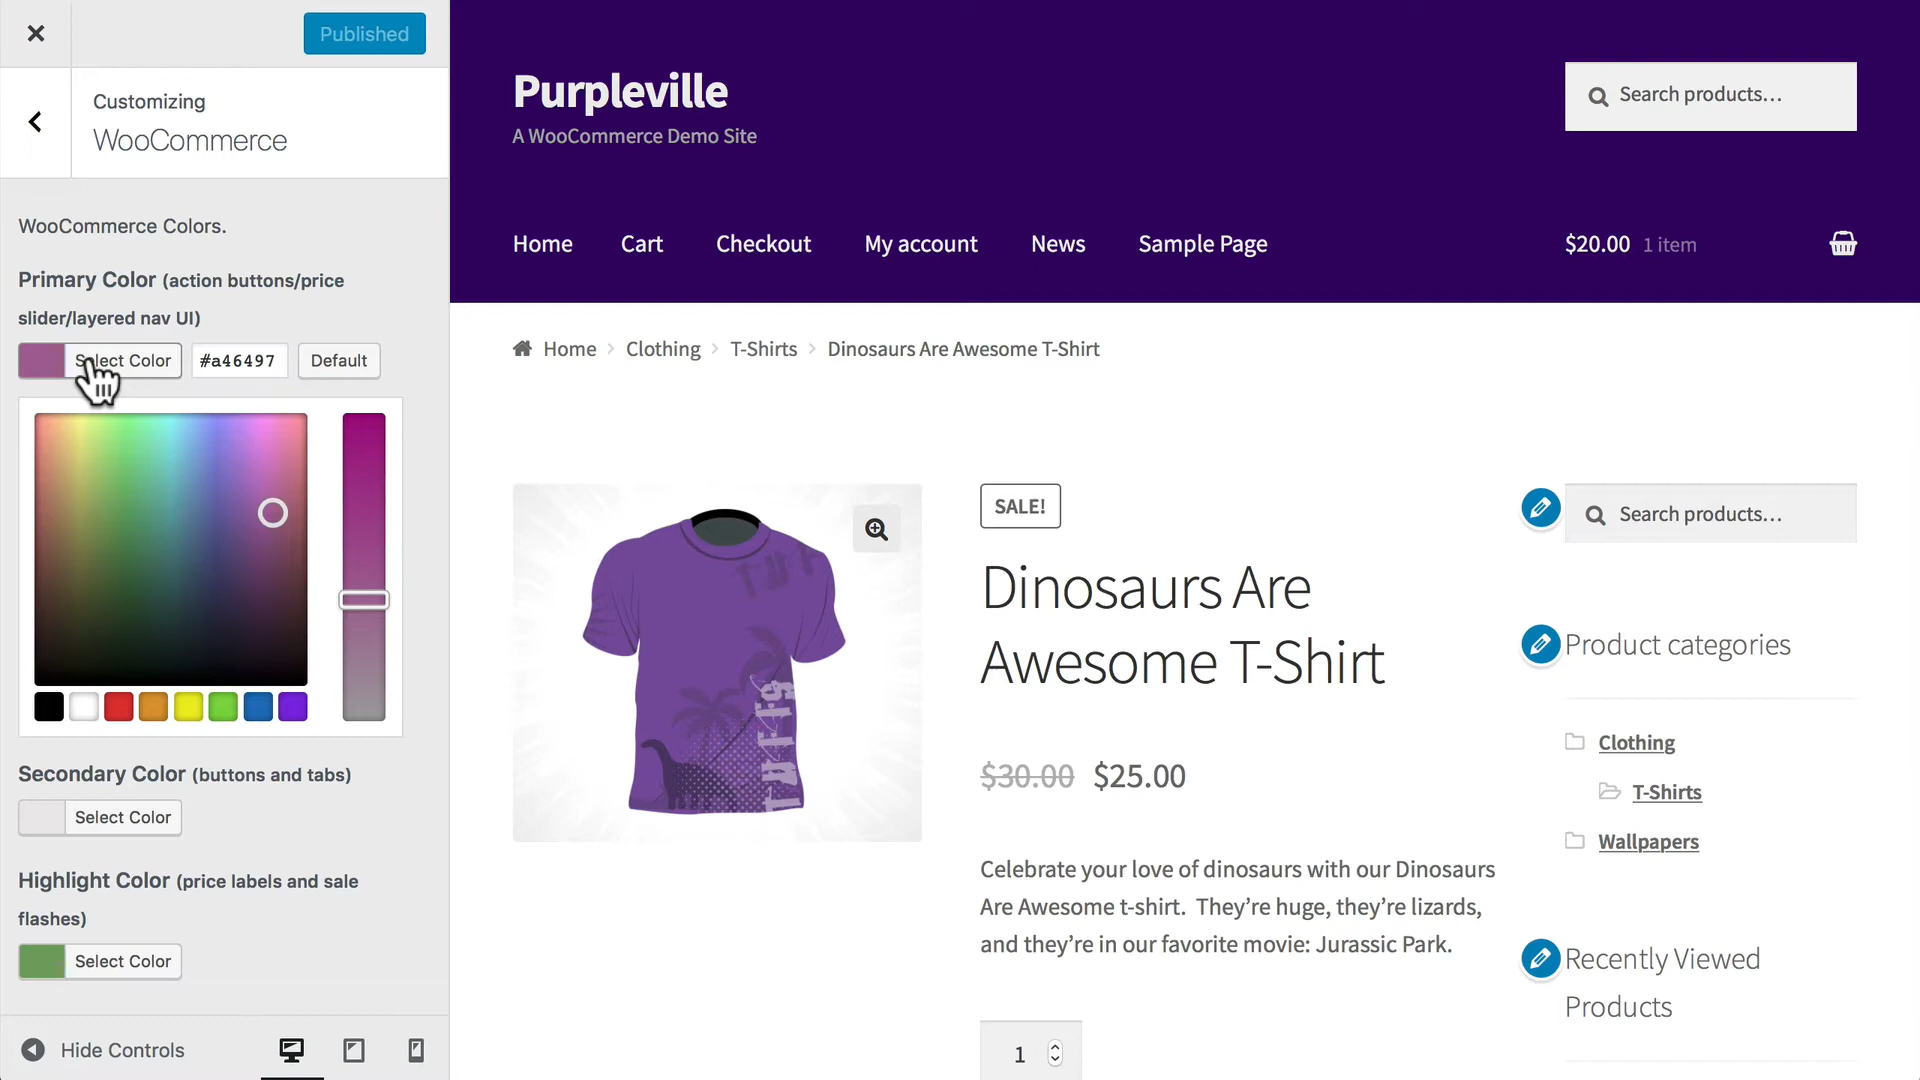 Published
Customizing
WooCommerce
WooCommerce Colors.
Primary Color (action buttons/price
slider/layered nav UI)
Select Color
#a46497
Default
Secondary Color (buttons and tabs)
Select Color
Highlight Color (price labels and sale
flashes)
Select Color
Hide Controls
Purpleville
A WooCommerce Demo Site
Search products…
Home
Cart
Checkout
My account
News
Sample Page
$20.00 1 item
Home
Clothing
T-Shirts
Dinosaurs Are Awesome T-Shirt
SALE!
Dinosaurs Are
Awesome T-Shirt
$30.00 $25.00
Celebrate your love of dinosaurs with our Dinosaurs
Are Awesome t-shirt.  They’re huge, they’re lizards,
and they’re in our favorite movie: Jurassic Park.
1
Search products…
Product categories
Clothing
T-Shirts
Wallpapers
Recently Viewed
Products